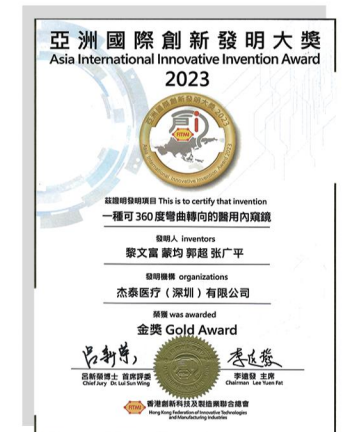 亞洲國際創新發明大獎
Asia International Innovative Invention Award
2023
茲證明發明項目 This is to certify that invention
一種可360度彎曲轉向的醫用內窺鏡
發明人 inventors
黎文富 蒙均 郭超 张广平
發明機構 organizations
杰泰医疗（深圳）有限公司
榮獲 was awarded
金獎 Gold Award
呂新榮博士 首席評委
Chief Jury Dr. Lui Sun Wing
李遠發 主席
Chairman Lee Yuen Fat
香港創新科技及製造業聯合總會
Hong Kong Federation of Innovative Technologies
and Manufacturing Industries